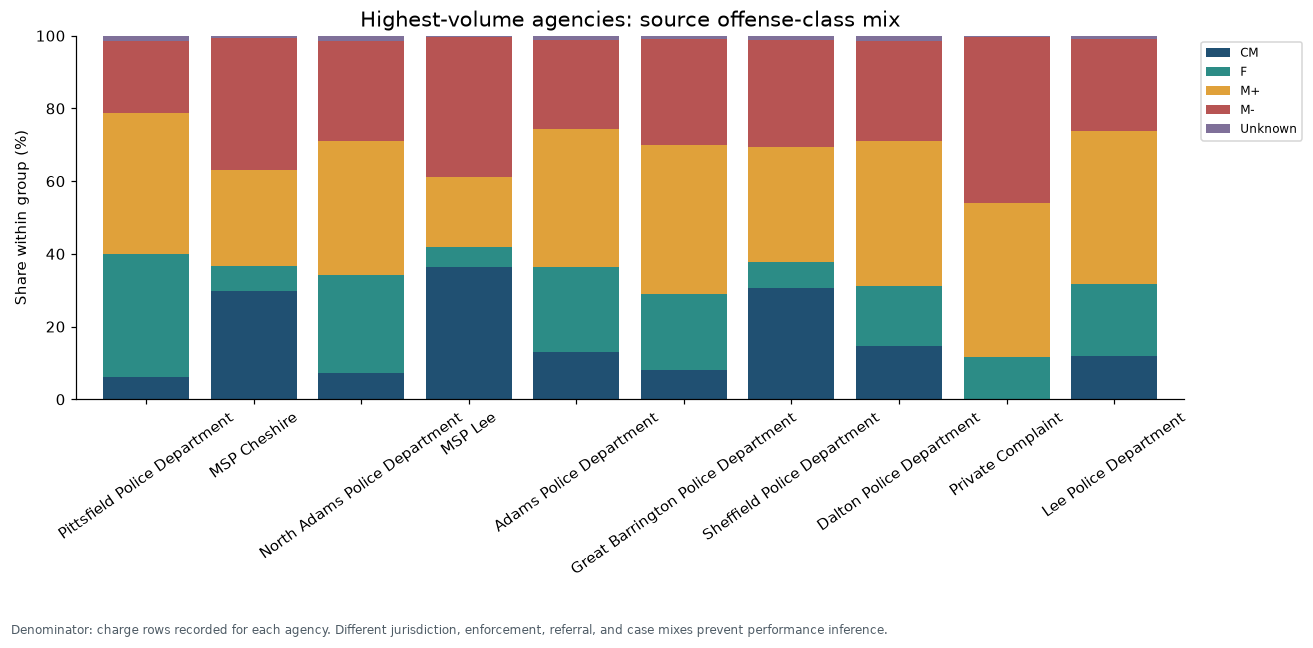 Highest-volume agencies: source offense-class mix
Share within group (%)
100
80
60
40
20
0
CM
F
M+
M-
Unknown
Pittsfield Police Department
MSP Cheshire
North Adams Police Department
MSP Lee
Adams Police Department
Great Barrington Police Department
Sheffield Police Department
Dalton Police Department
Private Complaint
Lee Police Department
Denominator: charge rows recorded for each agency. Different jurisdiction, enforcement, referral, and case mixes prevent performance inference.